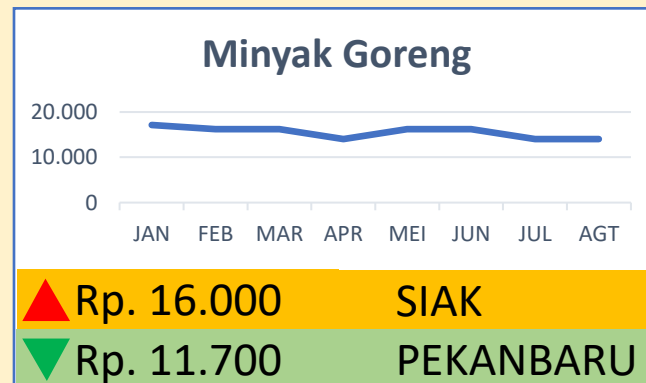 Minyak Goreng
20.000
10.000
0
JAN FEB MAR APR MEI JUN JUL AGT
Rp. 16.000 SIAK
Rp. 11.700 PEKANBARU